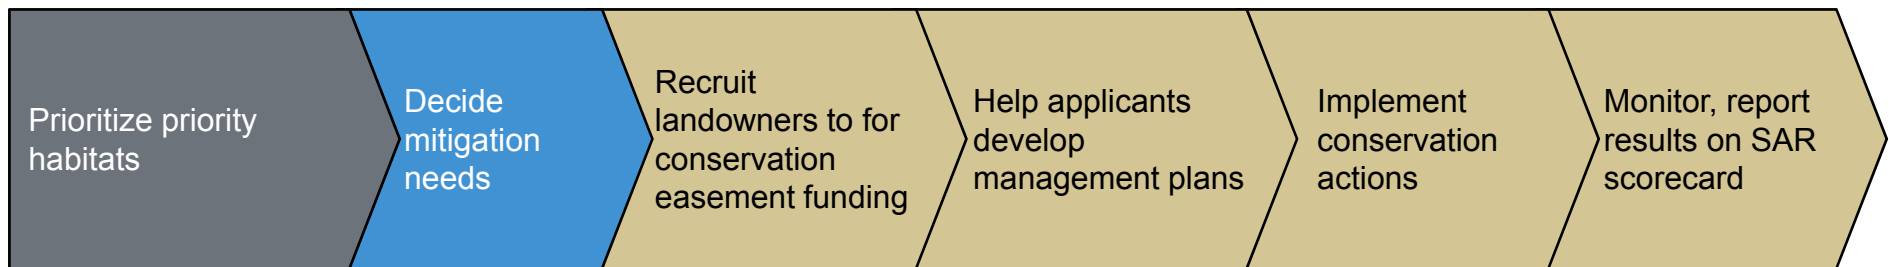 Prioritize priority
habitats
Decide
mitigation
needs
Recruit
landowners to for
conservation
easement funding
Help applicants
develop
management plans
Implement
conservation
actions
Monitor, report
results on SAR
scorecard